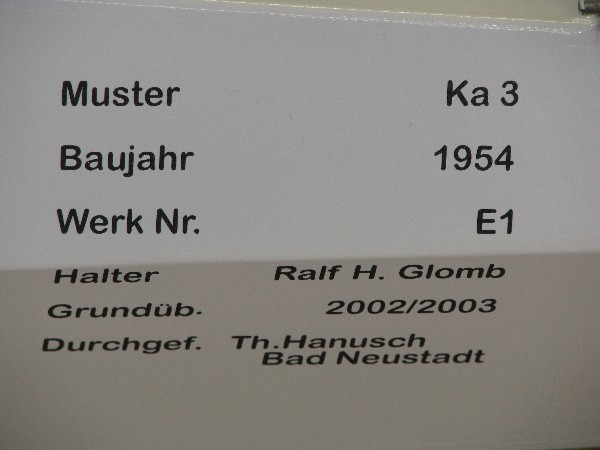 Muster Ka 3
Baujahr 1954
Werk Nr. E1
Halter Ralf H. Glomb
Grundüb. 2002/2003
Durchgef. Th.Hanusch
Bad Neustadt